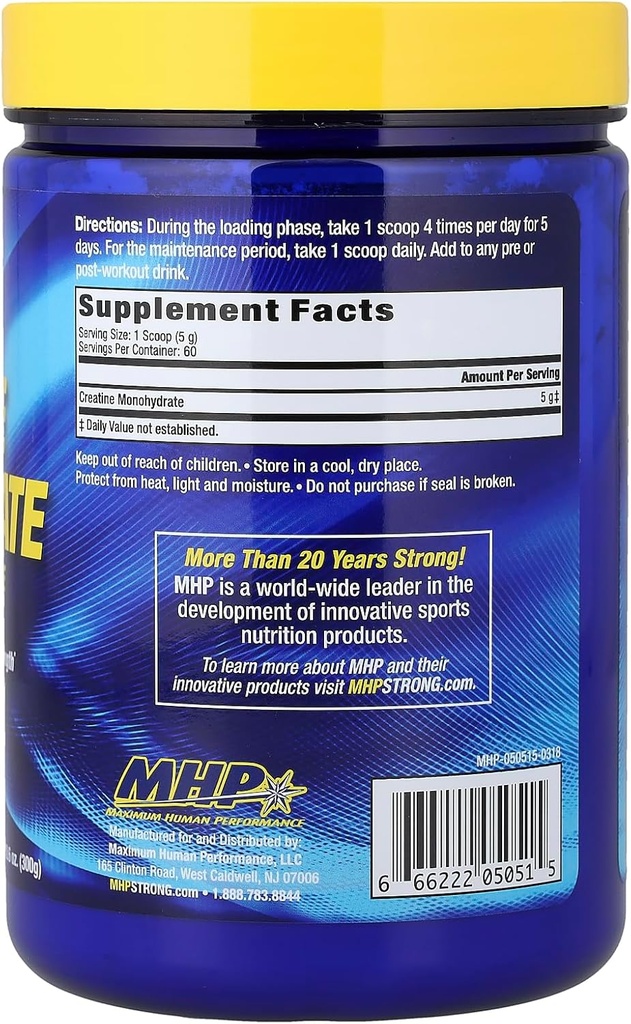 Directions: During the loading phase, take 1 scoop 4 times per day for 5
days. For the maintenance period, take 1 scoop daily. Add to any pre or
post-workout drink.
Supplement Facts
Serving Size: 1 Scoop (5 g)
Servings Per Container: 60
Amount Per Serving
Creatine Monohydrate 5 g‡
‡ Daily Value not established.
Keep out of reach of children. • Store in a cool, dry place.
Protect from heat, light and moisture. • Do not purchase if seal is broken.
ATE
More Than 20 Years Strong!
MHP is a world-wide leader in the
development of innovative sports
nutrition products.
To learn more about MHP and their
innovative products visit MHPSTRONG.com.
MHP-050515-0318
MHP
MAXIMUM HUMAN PERFORMANCE
Manufactured for and Distributed by:
Maximum Human Performance, LLC
165 Clinton Road, West Caldwell, NJ 07006
MHPSTRONG.com • 1.888.783.8844
oz. (300g)
6 66222 05051 5